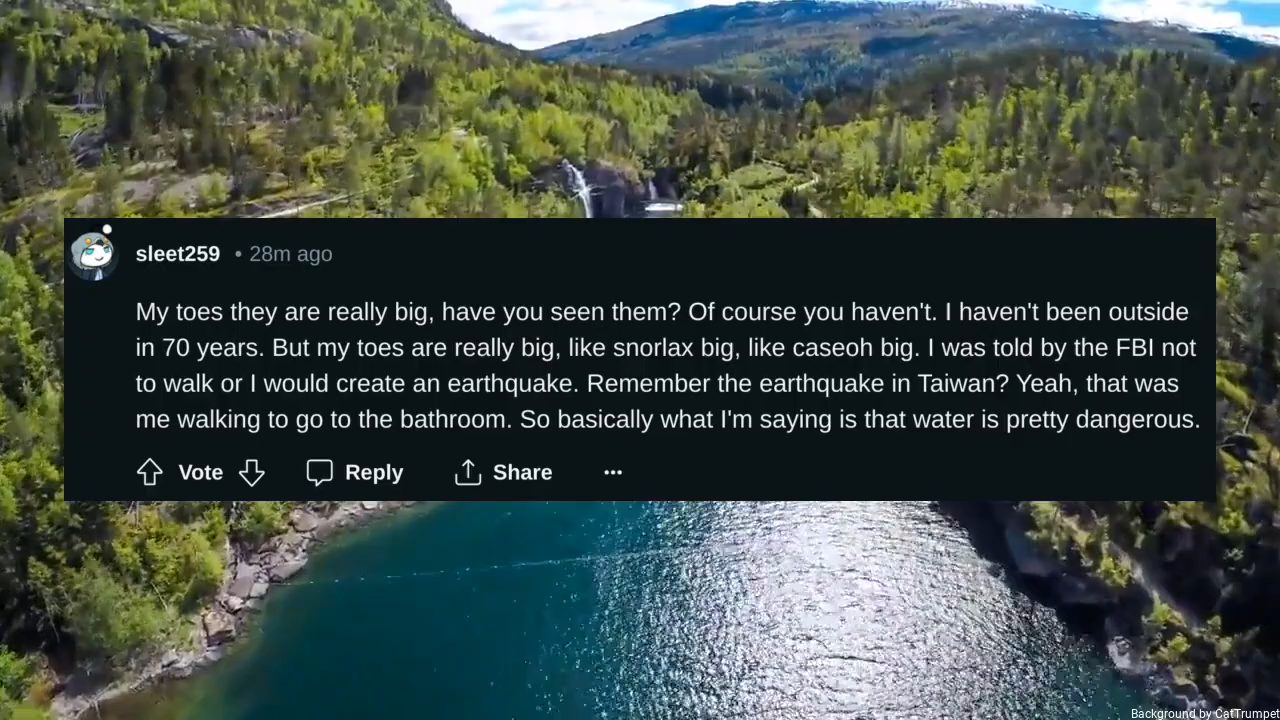 sleet259 • 28m ago
My toes they are really big, have you seen them? Of course you haven't. I haven't been outside
in 70 years. But my toes are really big, like snorlax big, like caseoh big. I was told by the FBI not
to walk or I would create an earthquake. Remember the earthquake in Taiwan? Yeah, that was
me walking to go to the bathroom. So basically what I'm saying is that water is pretty dangerous.
Vote Reply Share ...
Background by CatTrumpet